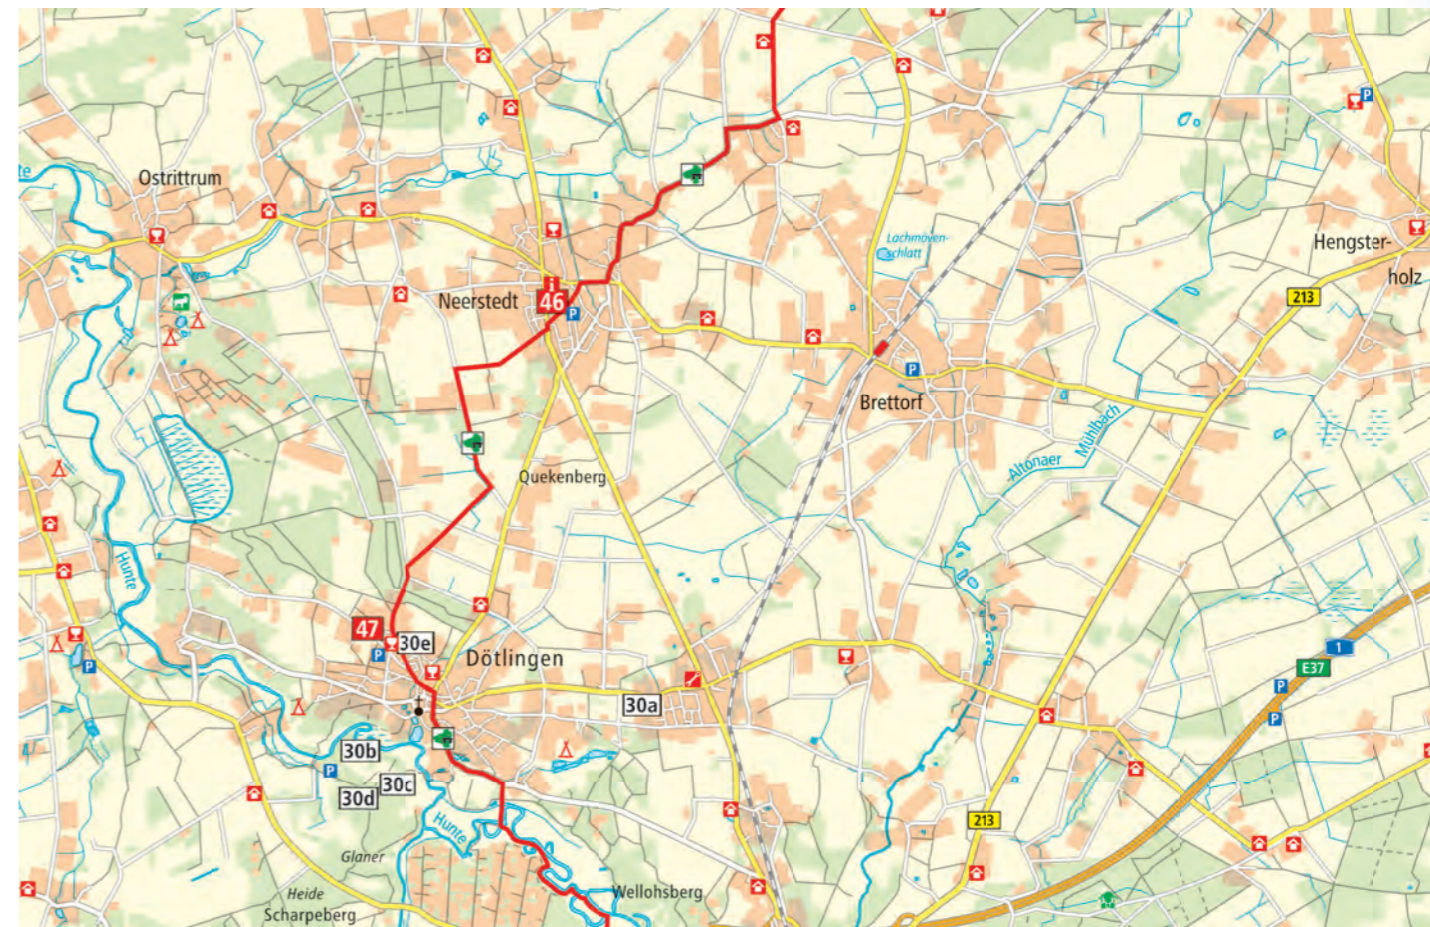 P
te
Ostrittrum
Lachmöven-
schlatt
Hengster-
holz
i
46
P
Neerstedt
213
P
Brettorf
Altonaer
Mühlbach
Quekenberg
Hunte
47
30e
P
Dötlingen
P
1
E37
P
P
30a
30b
P
30c
30d
Hunte
213
Glaner
Heide
Scharpeberg
Wellohsberg